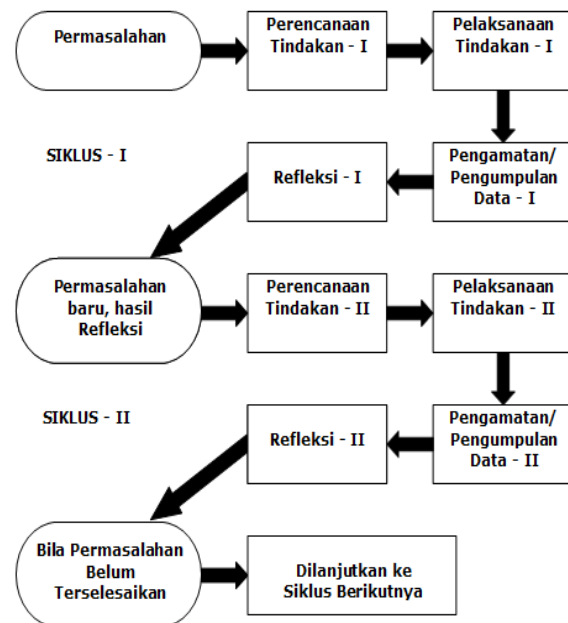 Permasalahan
Perencanaan
Tindakan - I
Pelaksanaan
Tindakan - I
SIKLUS - I
Refleksi - I
Pengamatan/
Pengumpulan
Data - I
Permasalahan
baru, hasil
Refleksi
Perencanaan
Tindakan - II
Pelaksanaan
Tindakan - II
SIKLUS - II
Refleksi - II
Pengamatan/
Pengumpulan
Data - II
Bila Permasalahan
Belum
Terselesaikan
Dilanjutkan ke
Siklus Berikutnya